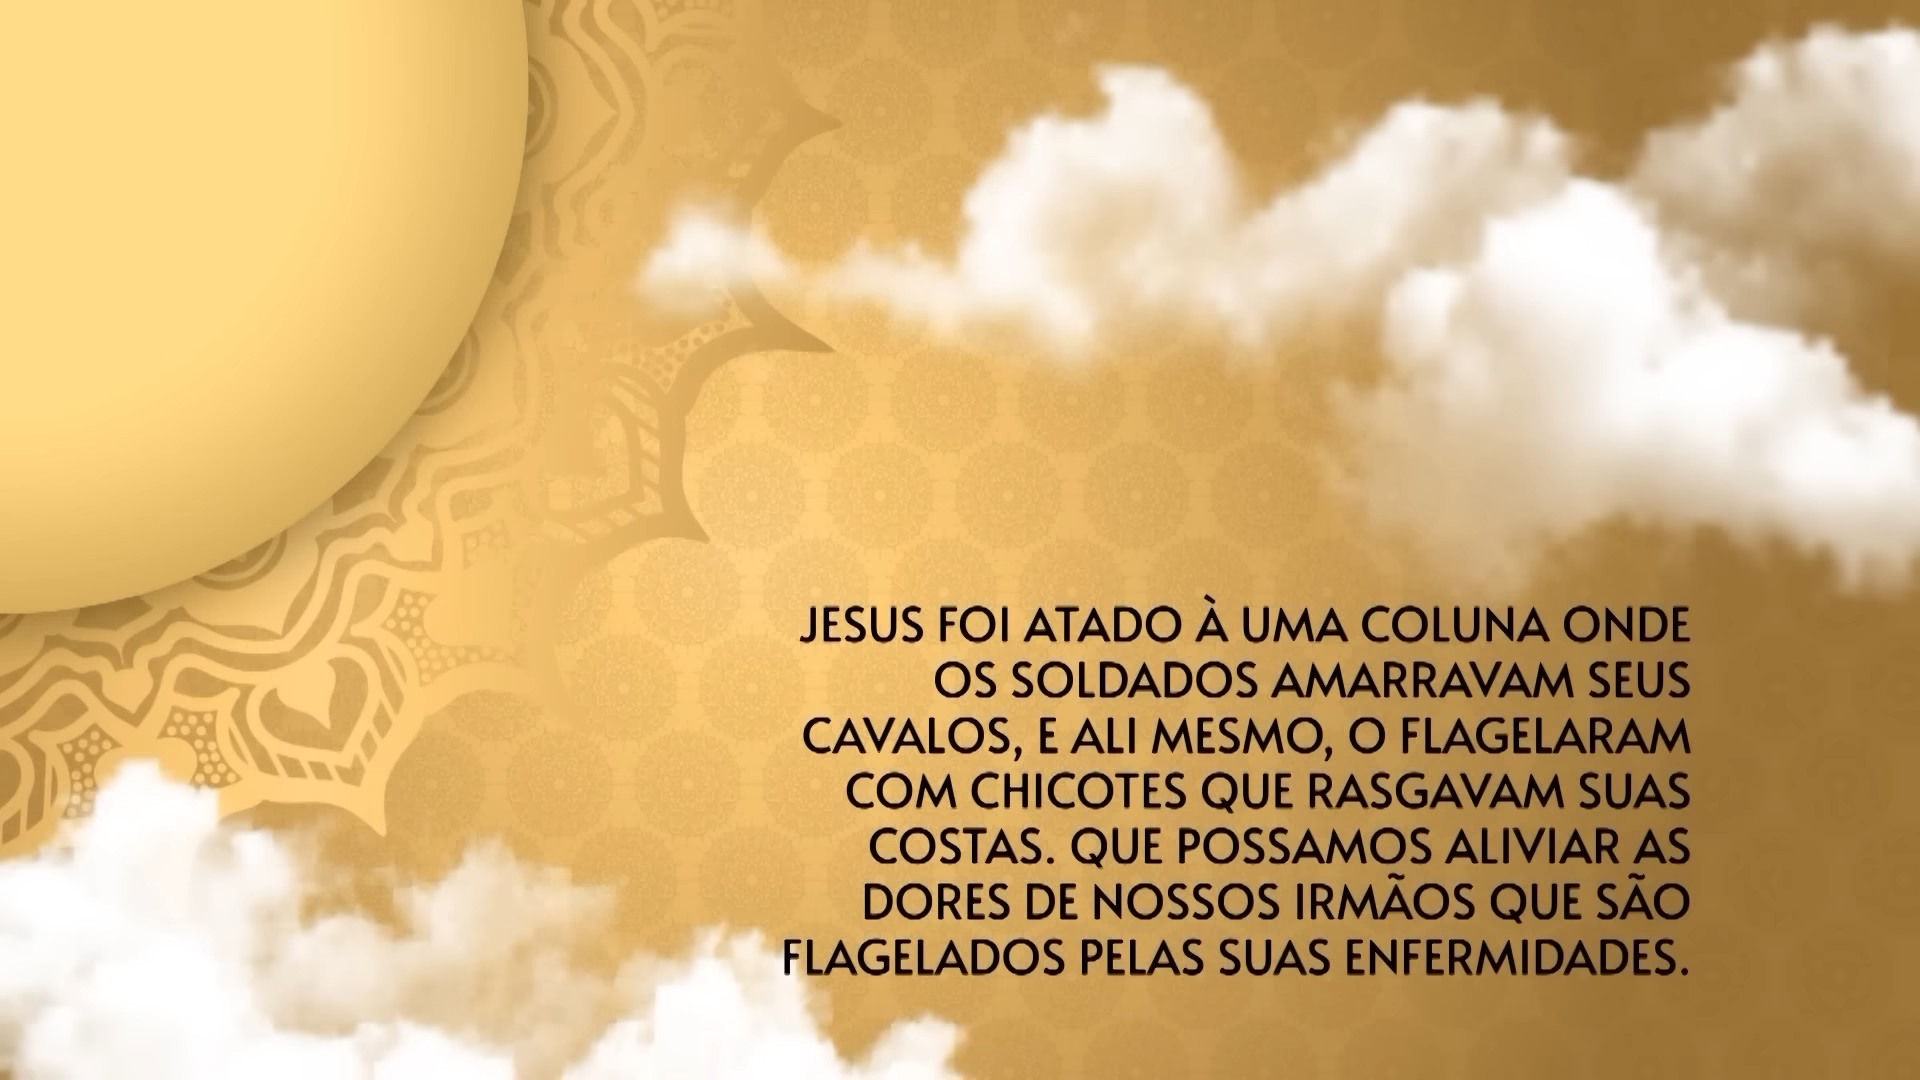 JESUS FOI ATADO À UMA COLUNA ONDE
OS SOLDADOS AMARRAVAM SEUS
CAVALOS, E ALI MESMO, O FLAGELARAM
COM CHICOTES QUE RASGAVAM SUAS
COSTAS. QUE POSSAMOS ALIVIAR AS
DORES DE NOSSOS IRMÃOS QUE SÃO
FLAGELADOS PELAS SUAS ENFERMIDADES.